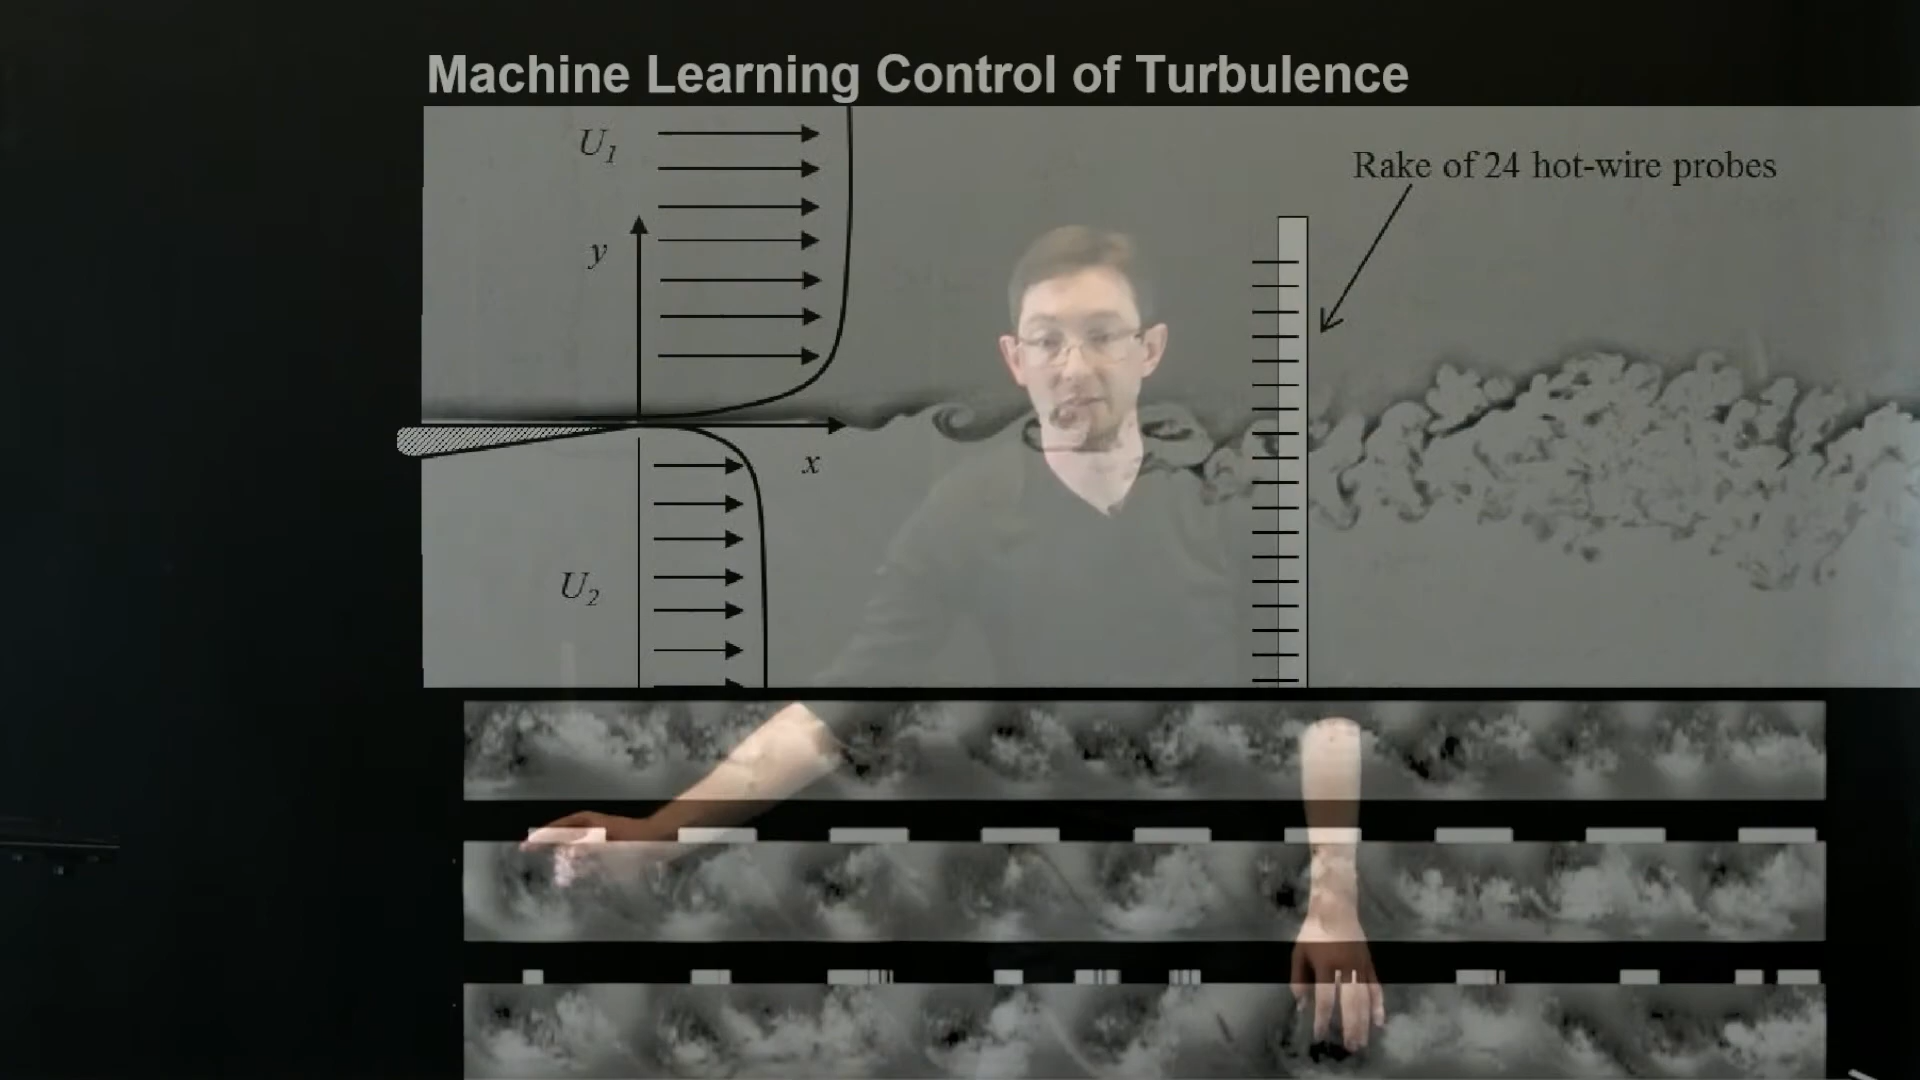 Machine Learning Control of Turbulence
U1
Rake of 24 hot-wire probes
y
x
U2